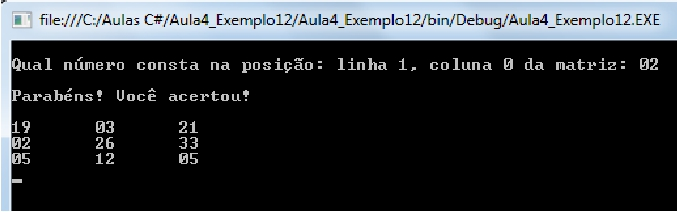 file:///C:/Aulas C#/Aula4_Exemplo12/Aula4_Exemplo12/bin/Debug/Aula4_Exemplo12.EXE
Qual número consta na posição: linha 1, coluna 0 da matriz: 02
Parabéns! Você acertou!
19 03 21
02 26 33
05 12 05